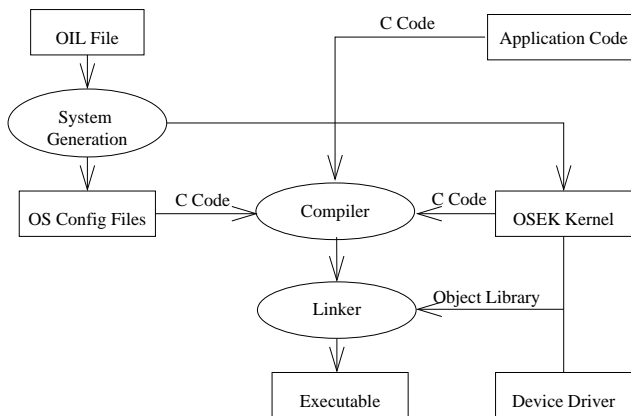 OIL File
C Code
Application Code
System
Generation
OS Config Files
C Code
Compiler
C Code
OSEK Kernel
Linker
Object Library
Executable
Device Driver